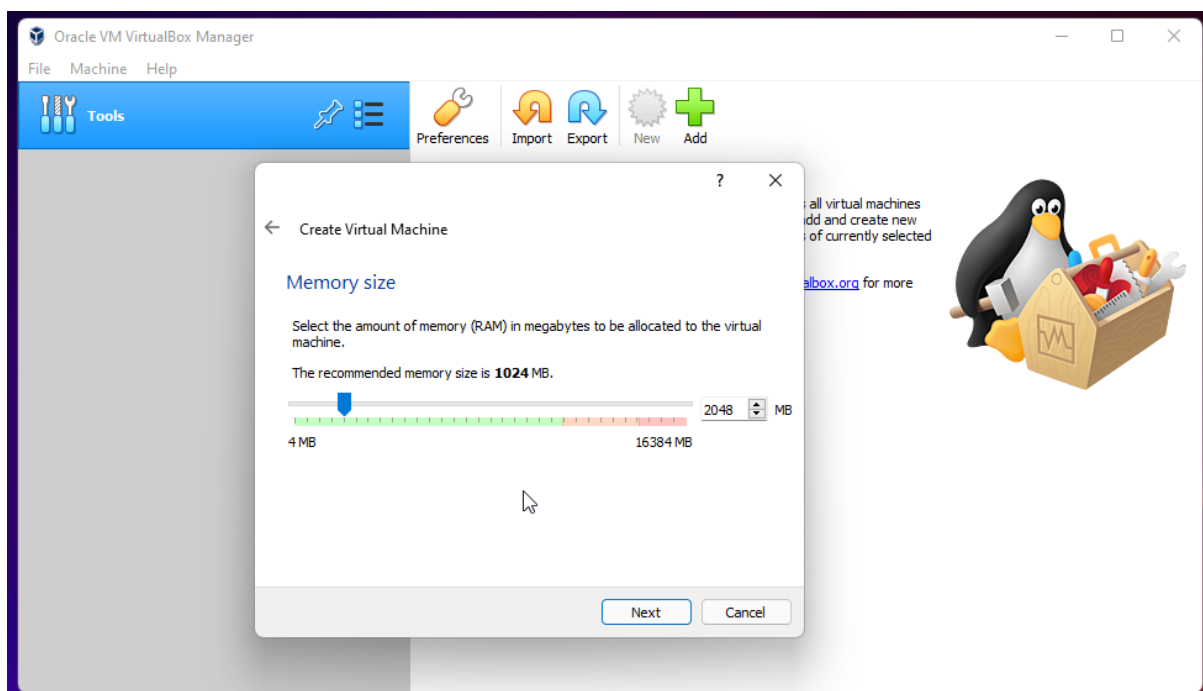 Oracle VM VirtualBox Manager
File Machine Help
Tools
Preferences Import Export New Add
all virtual machines
add and create new
of currently selected
albox.org for more
? 
Create Virtual Machine
Memory size
Select the amount of memory (RAM) in megabytes to be allocated to the virtual
machine.
The recommended memory size is 1024 MB.
2048 MB
4 MB 16384 MB
Next Cancel